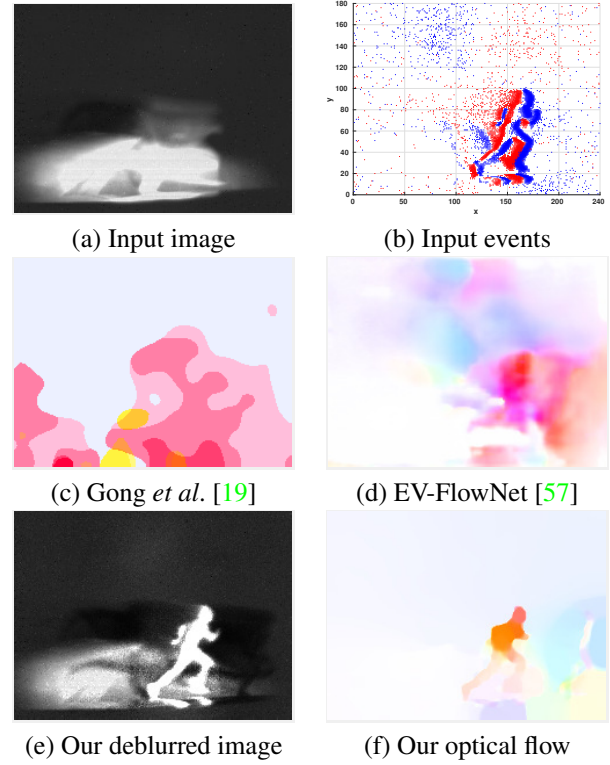 180
160
140
120
100
80
60
40
20
0
y
0 50 100 150 200 240
x
(a) Input image (b) Input events
(c) Gong et al. [19] (d) EV-FlowNet [57]
(e) Our deblurred image (f) Our optical flow